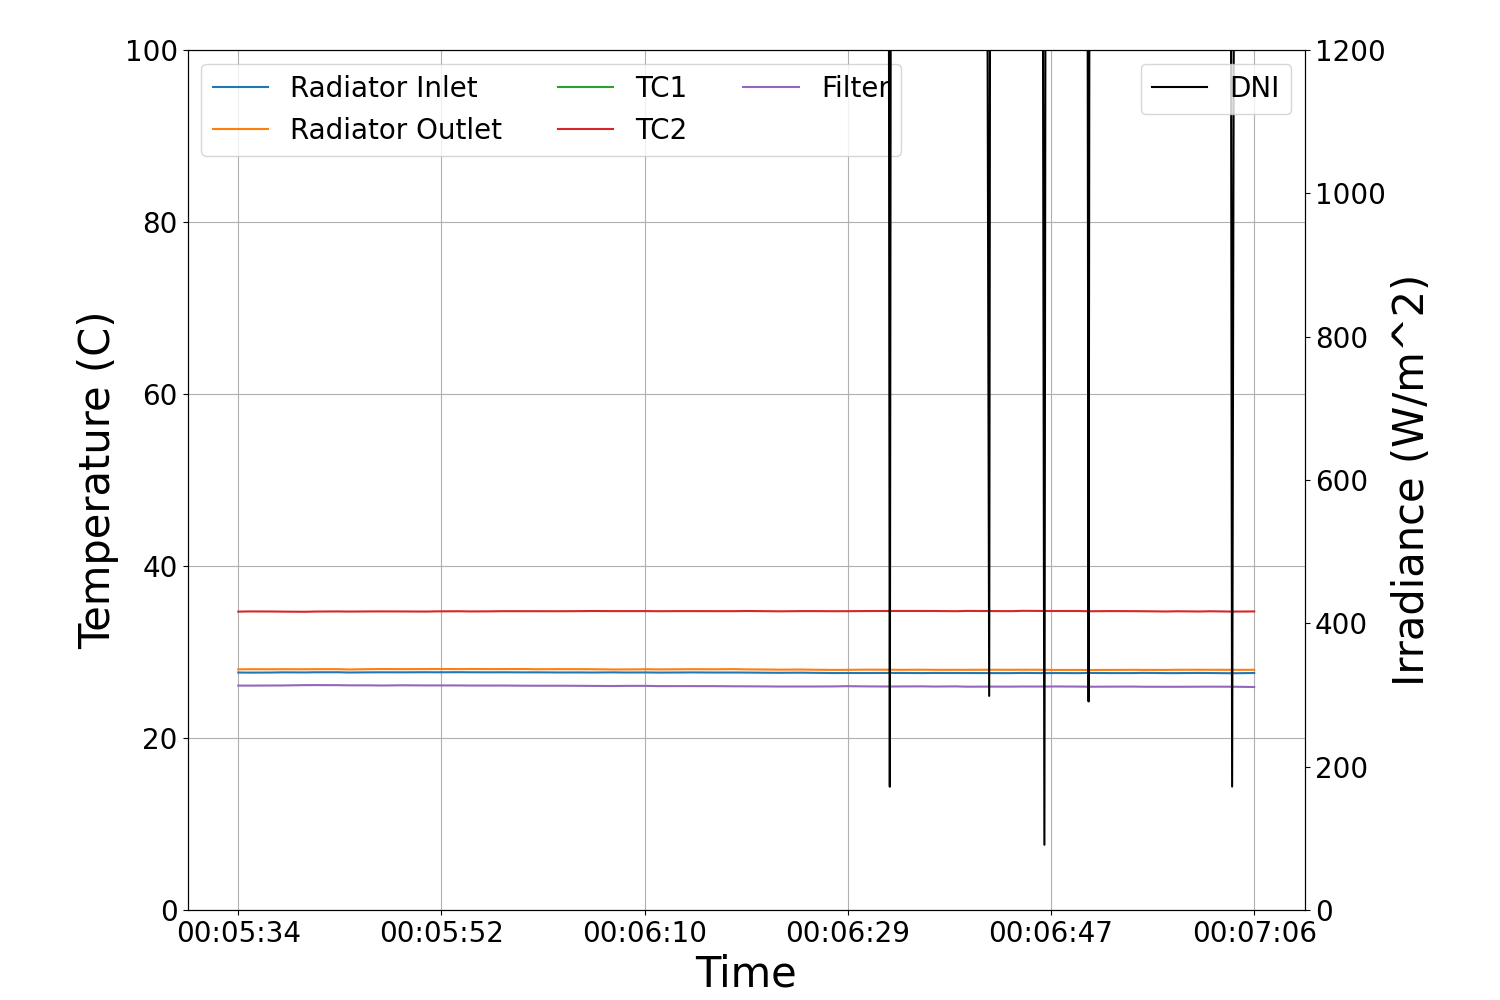 100
80
60
40
20
0
Temperature (C)
Radiator Inlet
Radiator Outlet
TC1
TC2
Filter
DNI
1200
1000
800
600
400
200
0
Irradiance (W/m^2)
00:05:34 00:05:52 00:06:10 00:06:29 00:06:47 00:07:06
Time